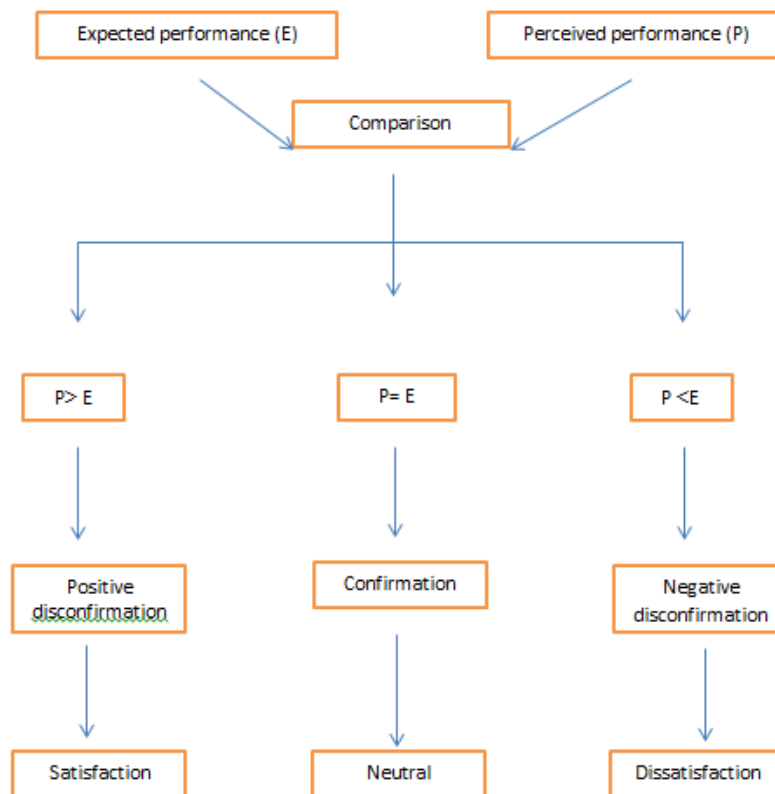 Expected performance (E)
Perceived performance (P)
Comparison
P> E
P= E
P <E
Positive
disconfirmation
Confirmation
Negative
disconfirmation
Satisfaction
Neutral
Dissatisfaction